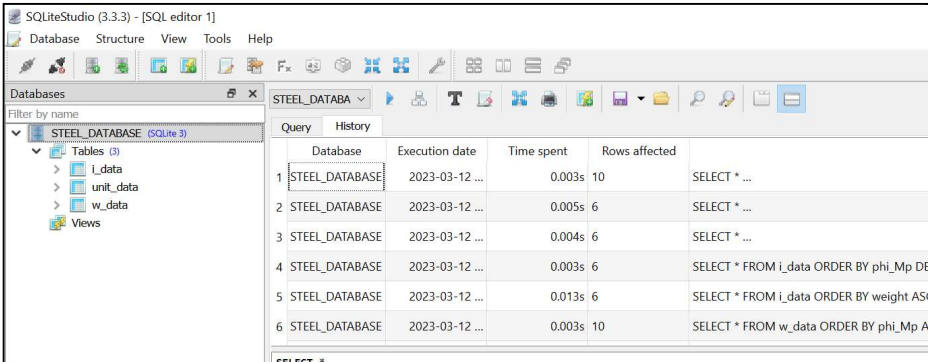 SQLiteStudio (3.3.3) - [SQL editor 1]
Database Structure View Tools Help
Databases
Filter by name
STEEL_DATABASE (SQLite 3)
Tables (3)
i_data
unit_data
w_data
Views
STEEL_DATABA
Query History
Database Execution date Time spent Rows affected
1 STEEL_DATABASE 2023-03-12 ... 0.003s 10 SELECT * ...
2 STEEL_DATABASE 2023-03-12 ... 0.005s 6 SELECT * ...
3 STEEL_DATABASE 2023-03-12 ... 0.004s 6 SELECT * ...
4 STEEL_DATABASE 2023-03-12 ... 0.003s 6 SELECT * FROM i_data ORDER BY phi_Mp DE
5 STEEL_DATABASE 2023-03-12 ... 0.013s 6 SELECT * FROM i_data ORDER BY weight ASC
6 STEEL_DATABASE 2023-03-12 ... 0.003s 10 SELECT * FROM w_data ORDER BY phi_Mp A
SELECT *